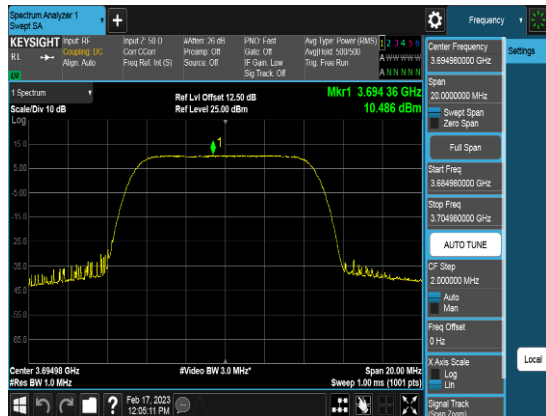 Spectrum Analyzer 1
Swept SA
+
Frequency
KEYSIGHT
Input: RF
Input Z: 50 Ω
#Atten: 26 dB
PNO: Fast
Avg Type: Power (RMS)
1 2 3 4 5 6
RL
Coupling: DC
Corr CCorr
Preamp: Off
Gate: Off
Avg|Hold: 500/500
A W W W W W
Align: Auto
Freq Ref: Int (S)
Source: Off
IF Gain: Low
Trig: Free Run
Sig Track: Off
A N N N N N
Center Frequency
3.694980000 GHz
Settings
1 Spectrum
Ref Lvl Offset 12.50 dB
Mkr1 3.694 36 GHz
Scale/Div 10 dB
Ref Level 25.00 dBm
10.486 dBm
Log
1
15.0
5.00
-5.00
-15.0
-25.0
-45.0
-65.0
Span
20.0000000 MHz
Swept Span
Zero Span
Full Span
Start Freq
3.684980000 GHz
Stop Freq
3.704980000 GHz
AUTO TUNE
CF Step
2.000000 MHz
Auto
Man
Freq Offset
0 Hz
X Axis Scale
Log
Lin
Local
Signal Track
(Span Zoom)
Center 3.69498 GHz
#Video BW 3.0 MHz*
Span 20.00 MHz
#Res BW 1.0 MHz
Sweep 1.00 ms (1001 pts)
?
Feb 17, 2023
12:05:11 PM